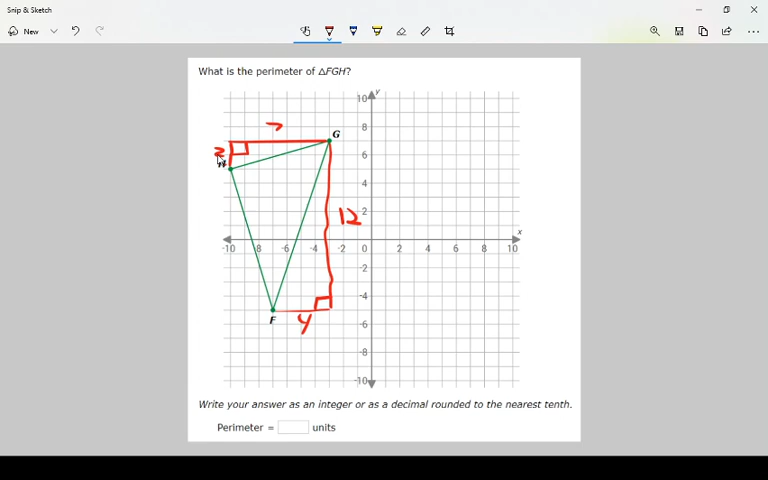 Snip & Sketch
New
What is the perimeter of △FGH?
y
10
8
6
4
2
x
-10 -8 -6 -4 -2 0 2 4 6 8 10
-2
-4
-6
-8
-10
G
F
7
2
12
4
Write your answer as an integer or as a decimal rounded to the nearest tenth.
Perimeter = units